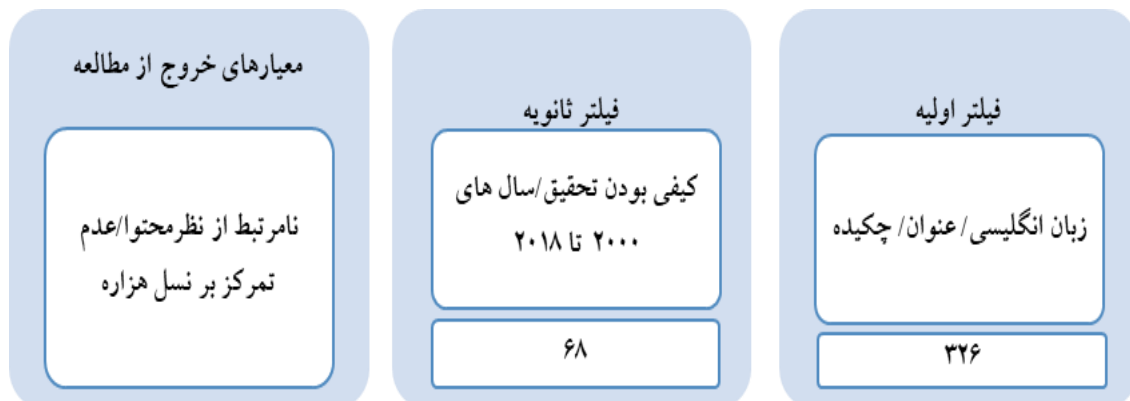 فیلتر اولیه
زبان انگلیسی/ عنوان/ چکیده
۳۲۶
فیلتر ثانویه
کیفی بودن تحقیق/سال های
۲۰۰۰ تا ۲۰۱۸
۶۸
معیارهای خروج از مطالعه
نامرتبط از نظرمحتوا/عدم
تمرکز بر نسل هزاره